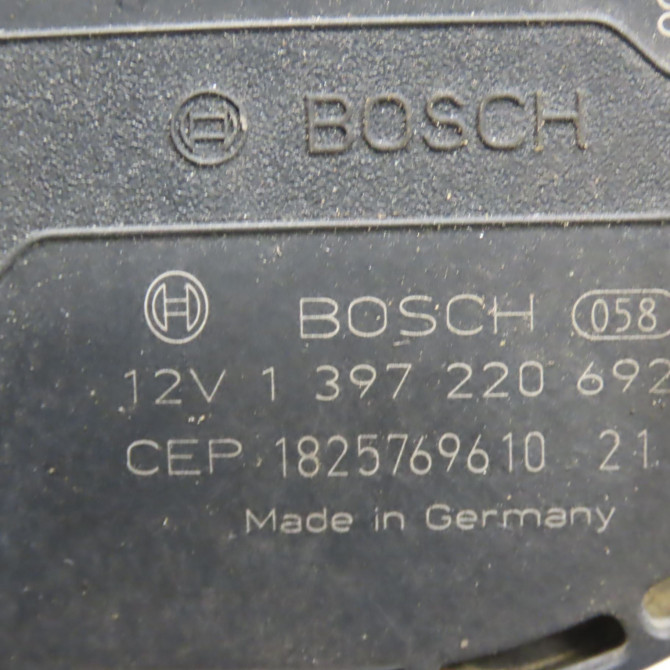 BOSCH
BOSCH 058
12V 1 397 220 692
CEP 1825769610 21
Made in Germany